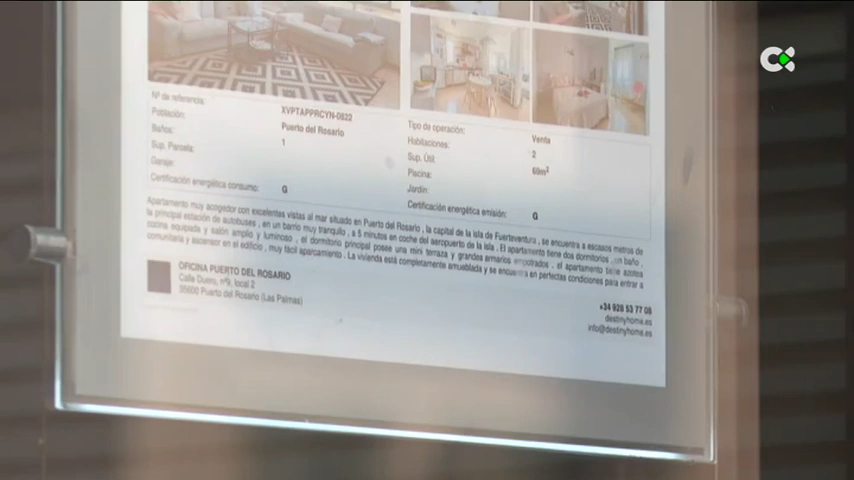 Nº de referencia: XVPTAPPRCYN-0822
Población: Puerto del Rosario
Baños: 1
Sup. Parcela:
Garaje:
Certificación energética consumo: G
Tipo de operación: Venta
Habitaciones: 2
Sup. Útil: 69m²
Piscina:
Jardín:
Certificación energética emisión: G
Apartamento muy acogedor con excelentes vistas al mar situado en Puerto del Rosario , la capital de la isla de Fuerteventura , se encuentra a escasos metros de
la principal estación de autobuses , en un barrio muy tranquilo , a 5 minutos en coche del aeropuerto de la isla . El apartamento tiene dos dormitorios , un baño ,
cocina equipada y salón amplio y luminoso , el dormitorio principal posee una mini terraza y grandes armarios empotrados , el apartamento tiene azotea
comunitaria y ascensor en el edificio , muy fácil aparcamiento . La vivienda está completamente amueblada y se encuentra en perfectas condiciones para entrar a
OFICINA PUERTO DEL ROSARIO
Calle Duero, nº9, local 2
35600 Puerto del Rosario (Las Palmas)
+34 928 53 77 08
destinyhome.es
info@destinyhome.es